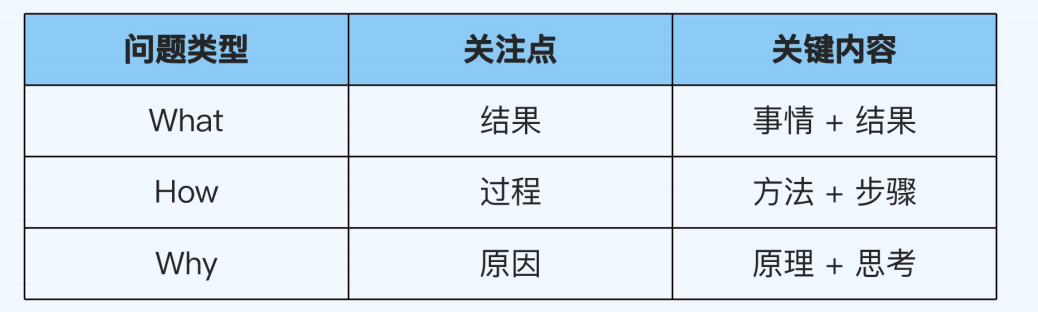 问题类型 关注点 关键内容
What 结果 事情 + 结果
How 过程 方法 + 步骤
Why 原因 原理 + 思考